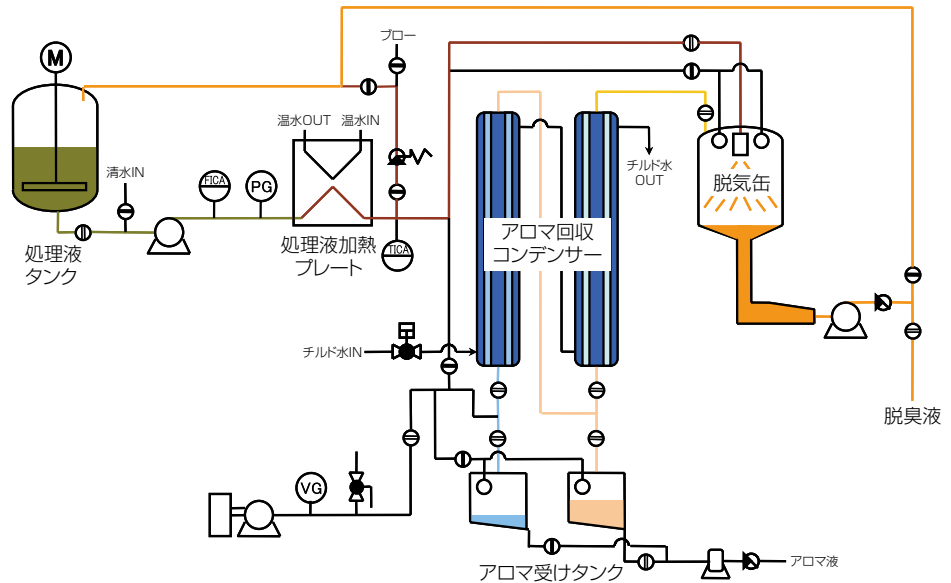 ブロー
M
温水OUT
温水IN
清水IN
FICA
PG
チルド水
OUT
脱気缶
アロマ回収
コンデンサー
処理液
タンク
処理液加熱
プレート
TICA
チルド水IN
脱臭液
VG
アロマ液
アロマ受けタンク